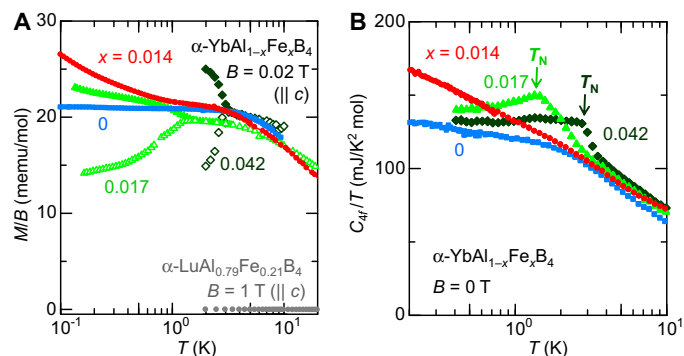 A
α-YbAl1–xFexB4
B = 0.02 T
(|| c)
x = 0.014
0
0.017
0.042
α-LuAl0.79Fe0.21B4
B = 1 T (|| c)
M/B (memu/mol)
30
20
10
0
10-1
100
101
T (K)
B
x = 0.014
TN
0.017
TN
0.042
0
α-YbAl1–xFexB4
B = 0 T
C4f/T (mJ/K2 mol)
200
100
0
100
101
T (K)